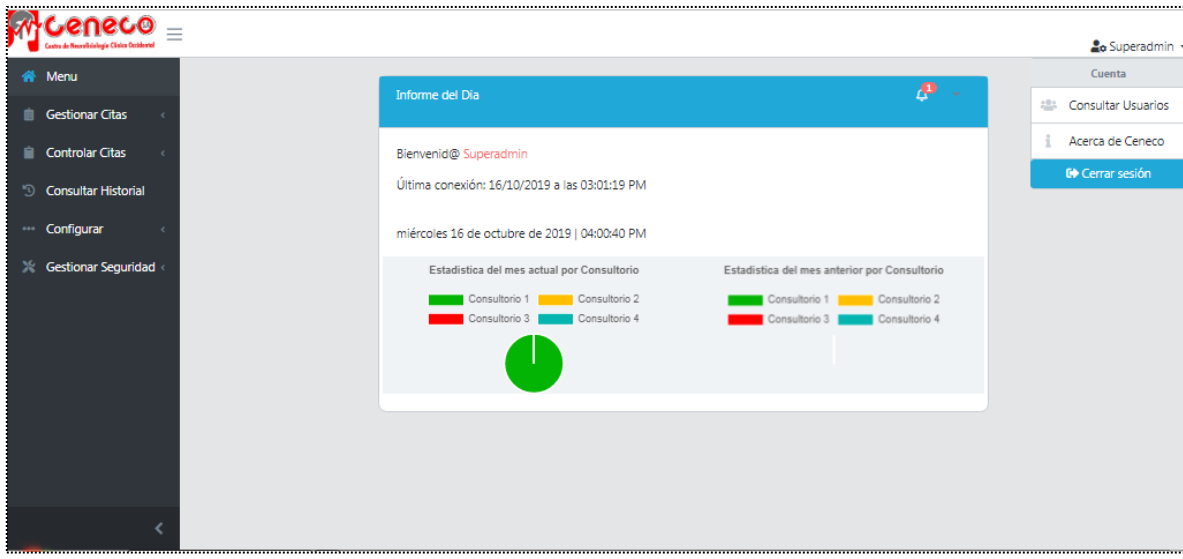 Ceneco
Centro de Neurofisiología Clínica Occidental
Superadmin
Menu
Gestionar Citas
Controlar Citas
Consultar Historial
Configurar
Gestionar Seguridad
Informe del Día
1
Bienvenid@ Superadmin
Última conexión: 16/10/2019 a las 03:01:19 PM
miércoles 16 de octubre de 2019 | 04:00:40 PM
Estadistica del mes actual por Consultorio
Consultorio 1 Consultorio 2
Consultorio 3 Consultorio 4
Estadistica del mes anterior por Consultorio
Consultorio 1 Consultorio 2
Consultorio 3 Consultorio 4
Cuenta
Consultar Usuarios
Acerca de Ceneco
Cerrar sesión